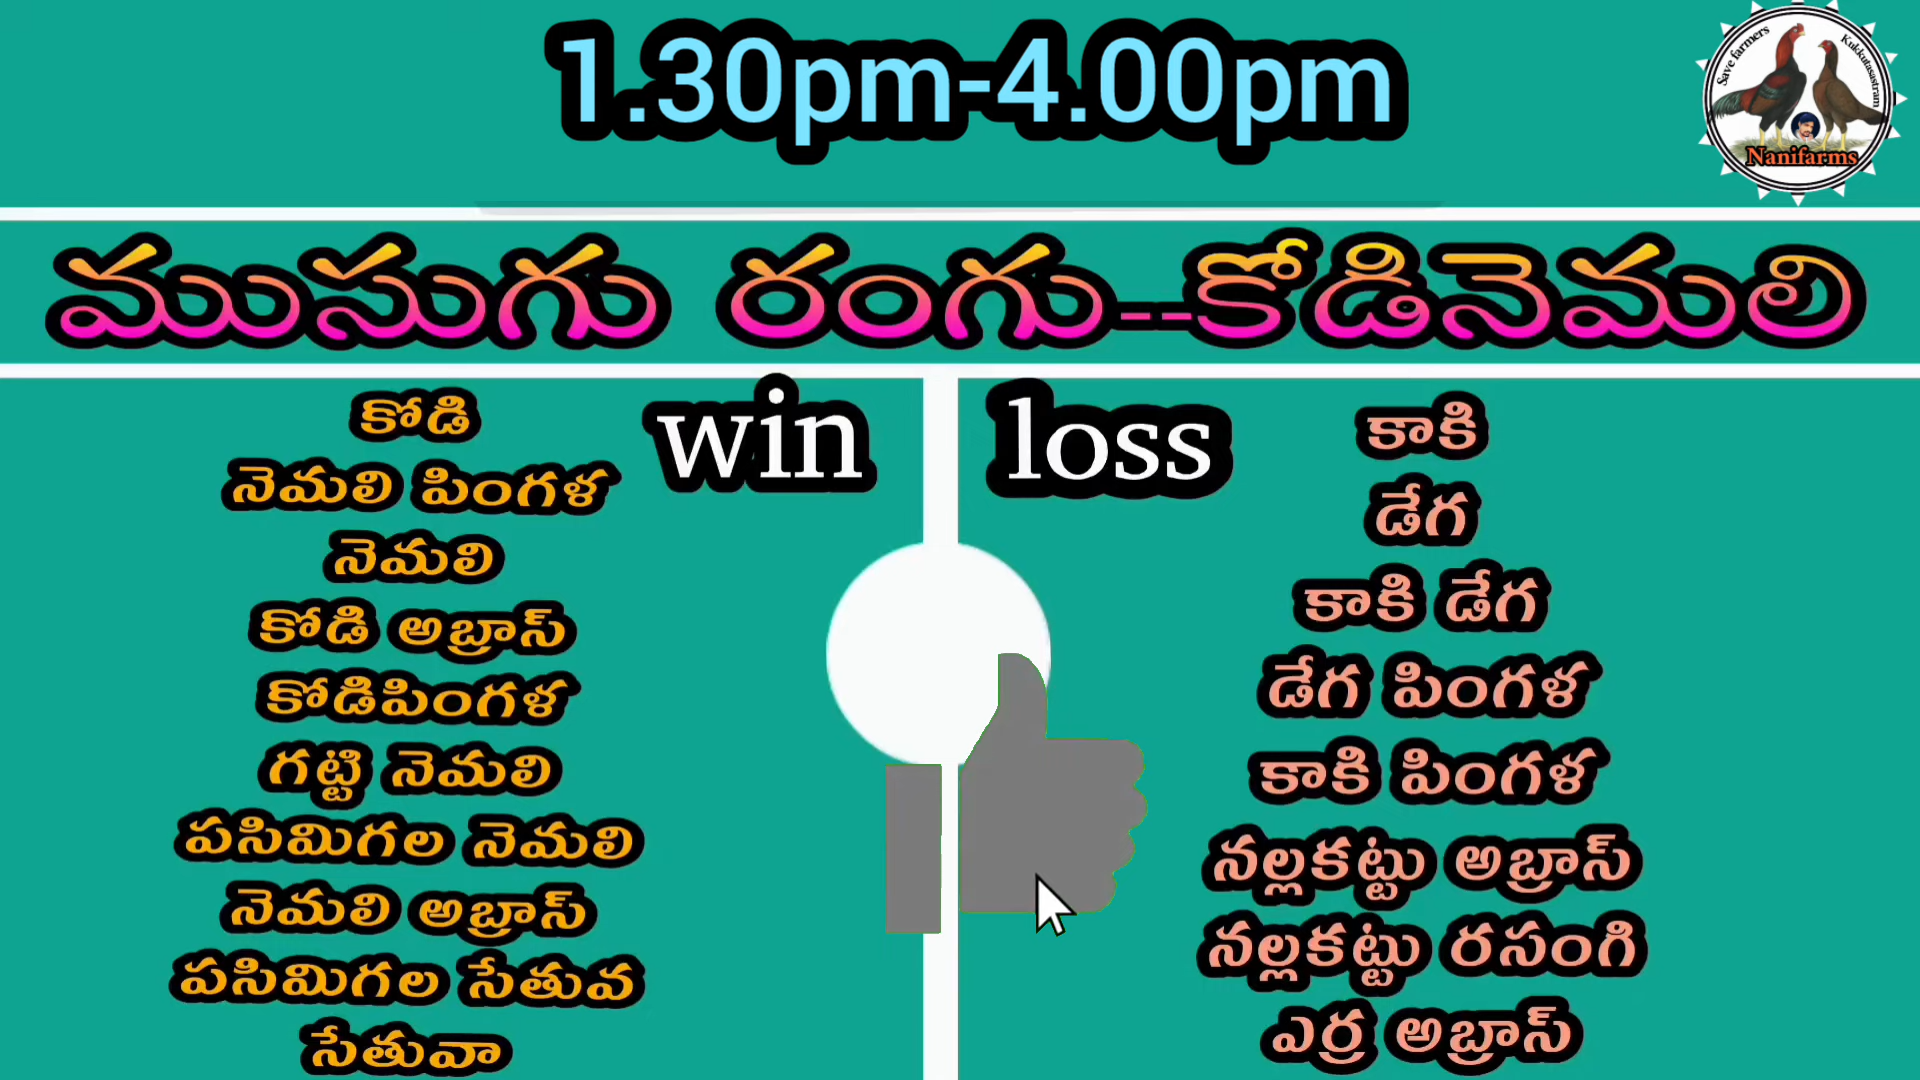 1.30pm-4.00pm
Save farmers
Kukkutasastram
Nanifarms
ముసుగు రంగు--కోడినెమలి
win
కోడి
నెమలి పింగళ
నెమలి
కోడి అబ్రాస్
కోడిపింగళ
గట్టి నెమలి
పసిమిగల నెమలి
నెమలి అబ్రాస్
పసిమిగల సేతువ
సేతువా
loss
కాకి
డేగ
కాకి డేగ
డేగ పింగళ
కాకి పింగళ
నల్లకట్టు అబ్రాస్
నల్లకట్టు రసంగి
ఎర్ర అబ్రాస్